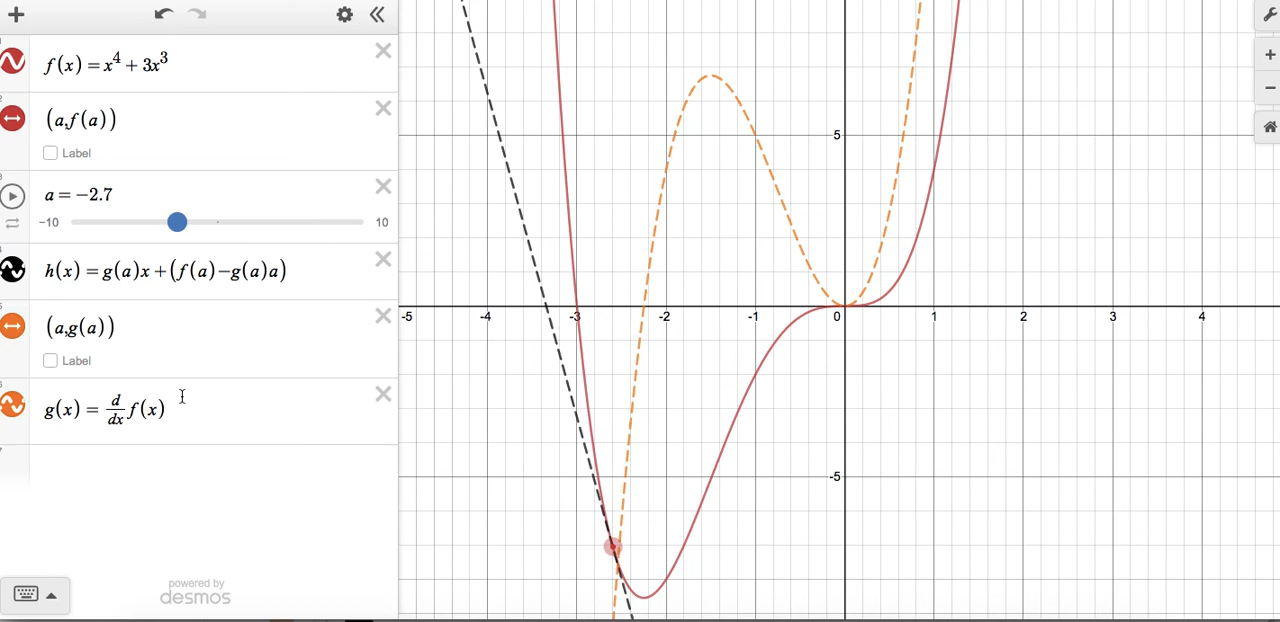 f(x) = x⁴ + 3x³
(a,f(a))
Label
a = −2.7
−10
10
h(x) = g(a)x + (f(a) − g(a)a)
(a,g(a))
Label
g(x) = d/dx f(x)
powered by
desmos
5
-5 -4 -3 -2 -1 0 1 2 3 4
-5